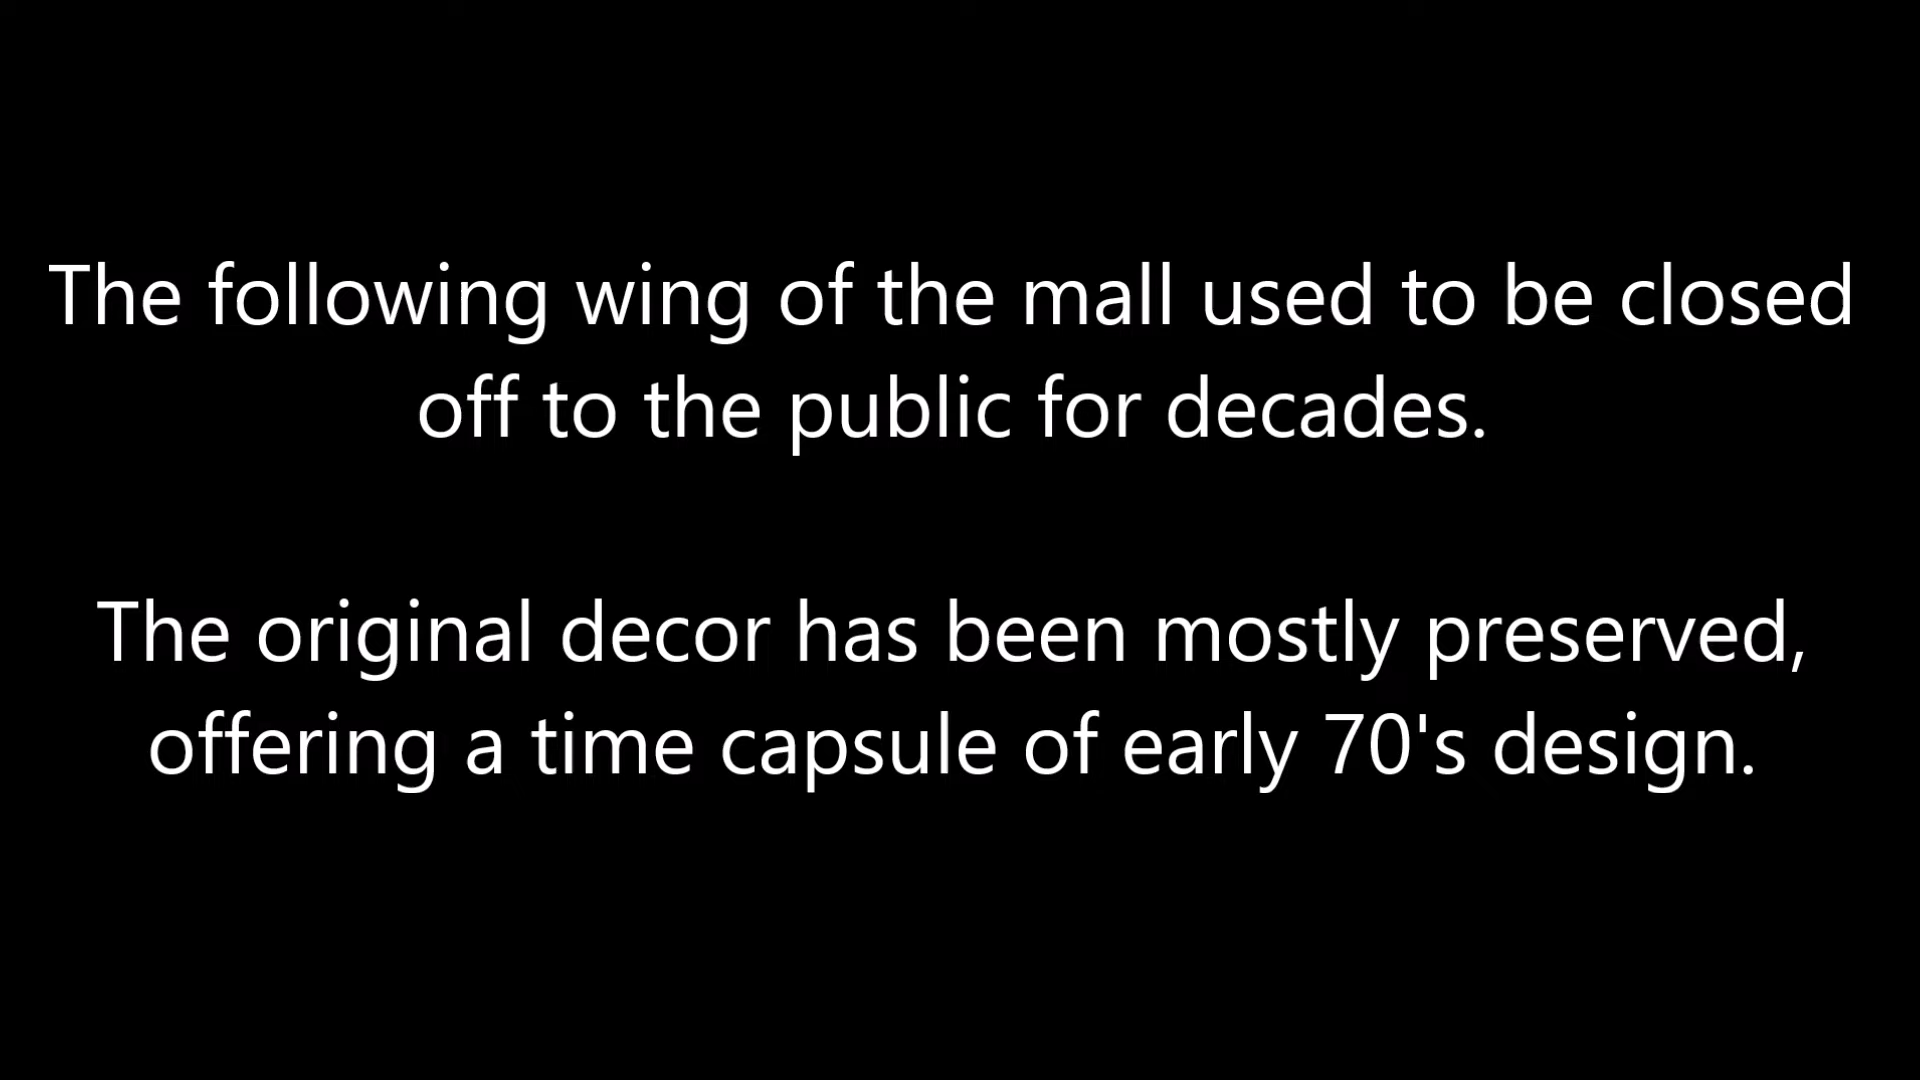 The following wing of the mall used to be closed
off to the public for decades.
The original decor has been mostly preserved,
offering a time capsule of early 70's design.